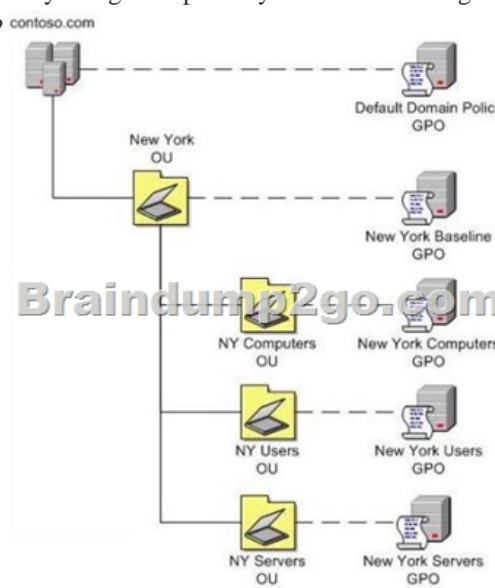 contoso.com
Default Domain Polic
GPO
New York
OU
New York Baseline
GPO
Braindump2go.com
NY Computers
OU
New York Computers
GPO
NY Users
OU
New York Users
GPO
NY Servers
OU
New York Servers
GPO